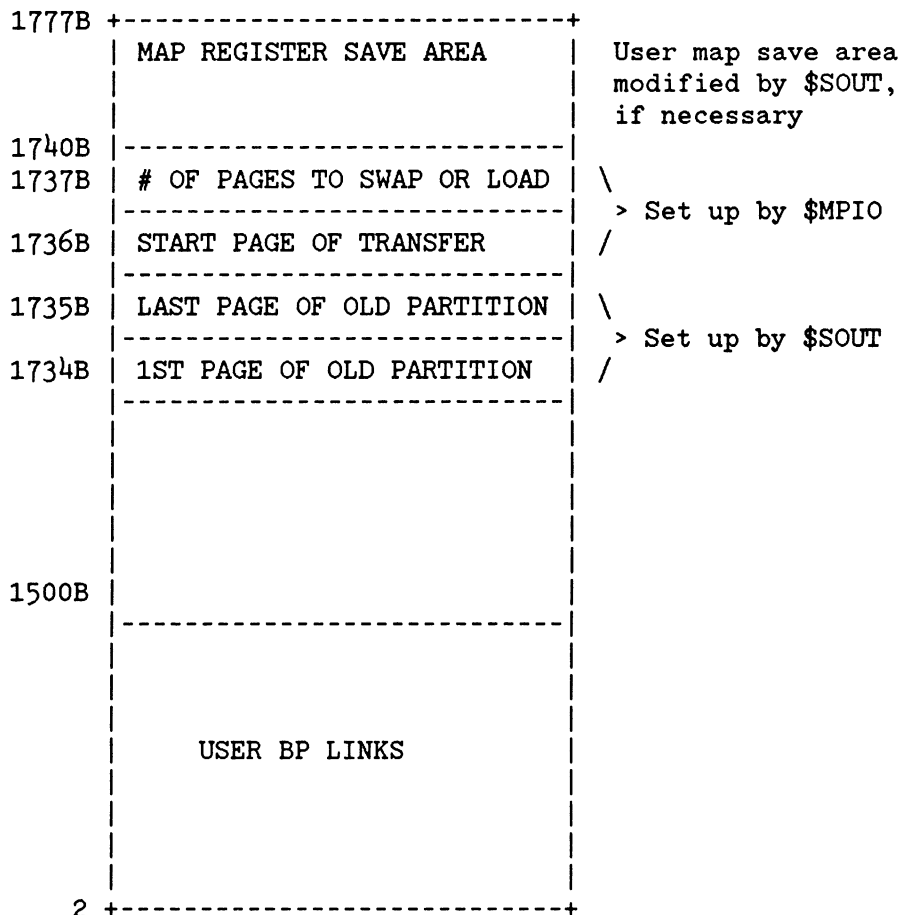 1777B
MAP REGISTER SAVE AREA User map save area
modified by $SOUT,
if necessary
1740B
1737B # OF PAGES TO SWAP OR LOAD \
> Set up by $MPIO
1736B START PAGE OF TRANSFER /
1735B LAST PAGE OF OLD PARTITION \
> Set up by $SOUT
1734B 1ST PAGE OF OLD PARTITION /
1500B
USER BP LINKS
2